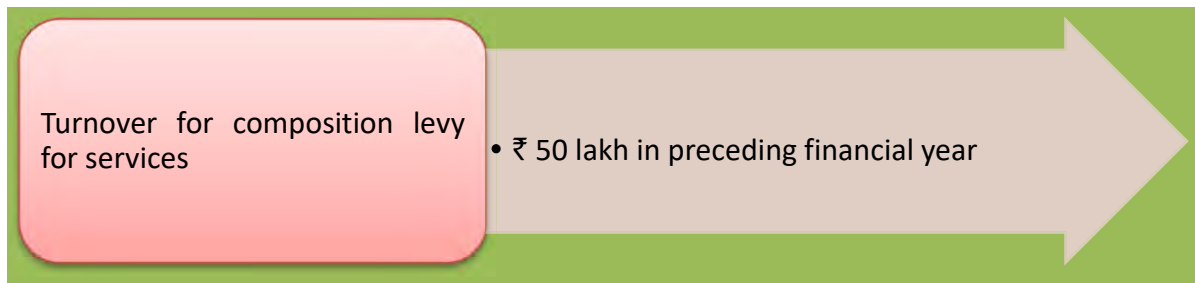 Turnover for composition levy
for services
• ₹ 50 lakh in preceding financial year